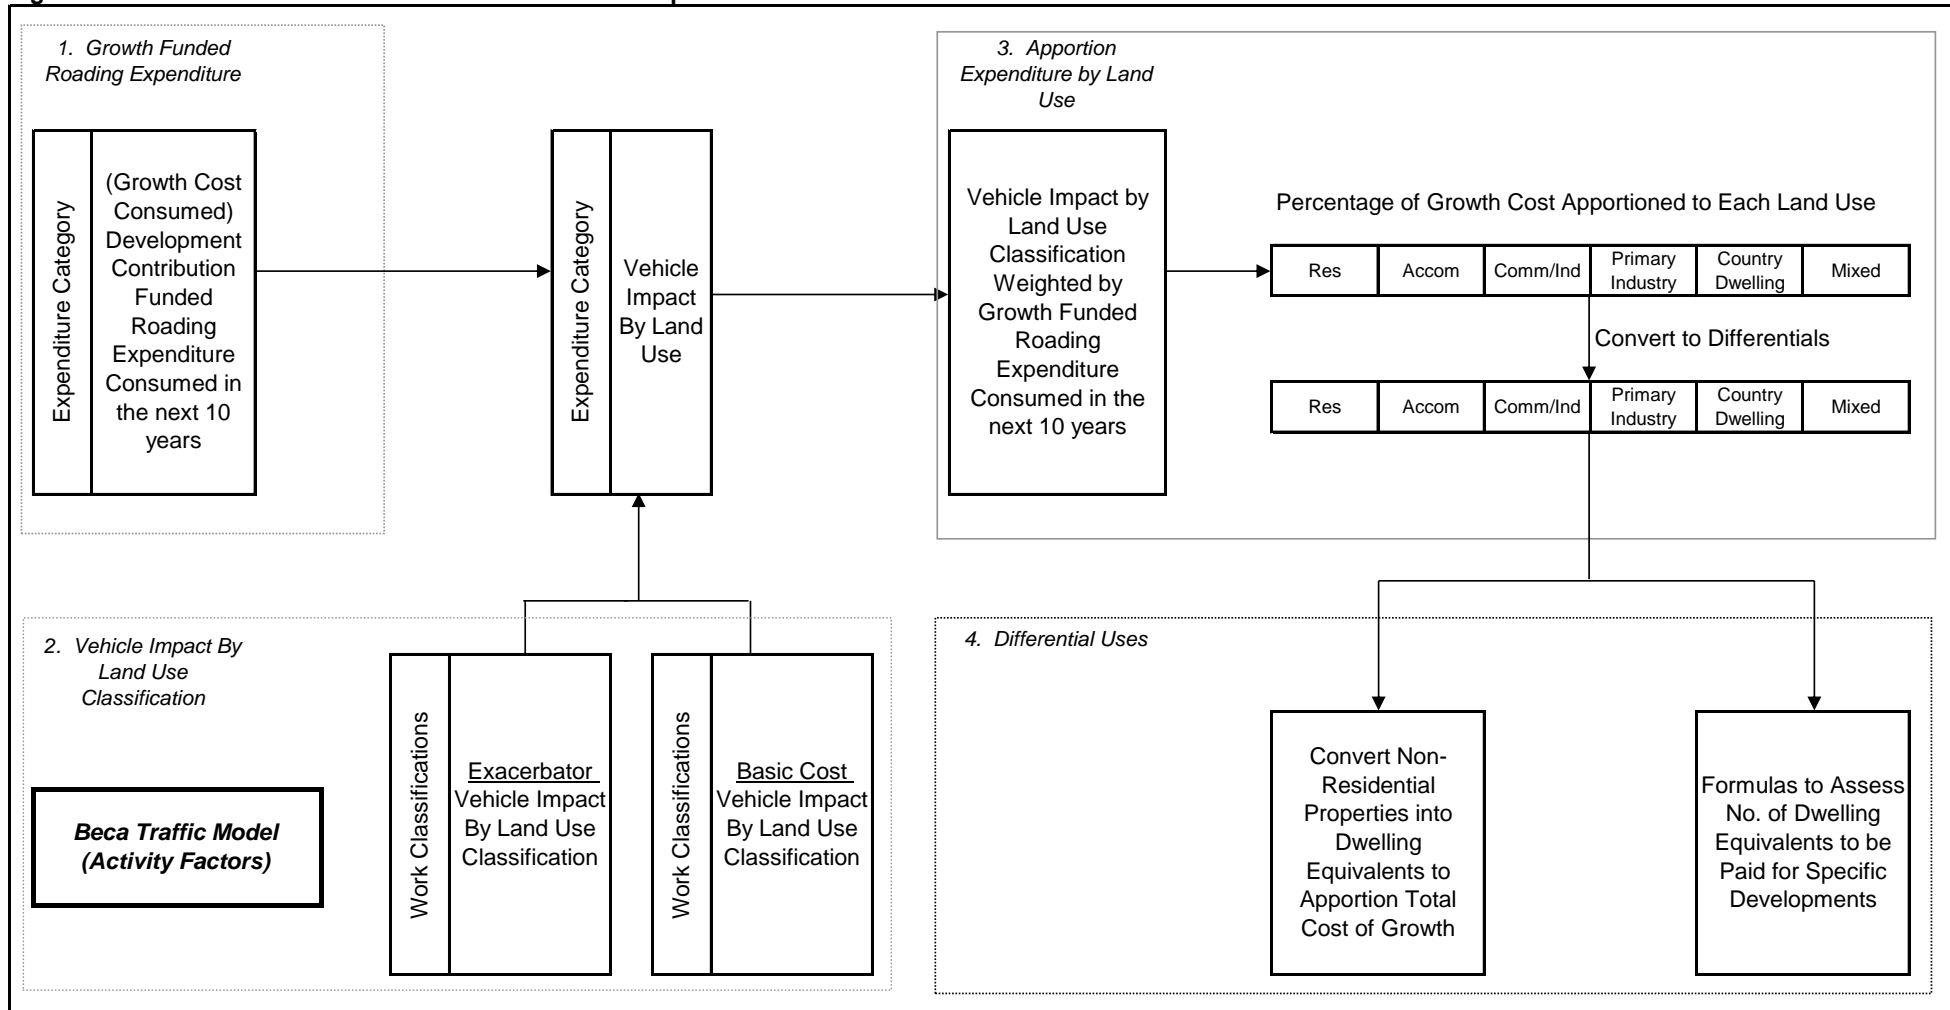 1. Growth Funded
Roading Expenditure
Expenditure Category
(Growth Cost
Consumed)
Development
Contribution
Funded
Roading
Expenditure
Consumed in
the next 10
years
Expenditure Category
Vehicle
Impact
By Land
Use
3. Apportion
Expenditure by Land
Use
Vehicle Impact by
Land Use
Classification
Weighted by
Growth Funded
Roading
Expenditure
Consumed in the
next 10 years
Percentage of Growth Cost Apportioned to Each Land Use
Res
Accom
Comm/Ind
Primary
Industry
Country
Dwelling
Mixed
Convert to Differentials
Res
Accom
Comm/Ind
Primary
Industry
Country
Dwelling
Mixed
2. Vehicle Impact By
Land Use
Classification
Beca Traffic Model
(Activity Factors)
Work Classifications
Exacerbator
Vehicle Impact
By Land Use
Classification
Work Classifications
Basic Cost
Vehicle Impact
By Land Use
Classification
4. Differential Uses
Convert Non-
Residential
Properties into
Dwelling
Equivalents to
Apportion Total
Cost of Growth
Formulas to Assess
No. of Dwelling
Equivalents to be
Paid for Specific
Developments